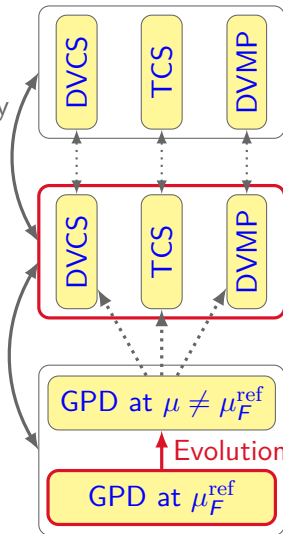 DVCS TCS DVMP
y
DVCS TCS DVMP
GPD at μ ≠ μ_F^ref
Evolution
GPD at μ_F^ref